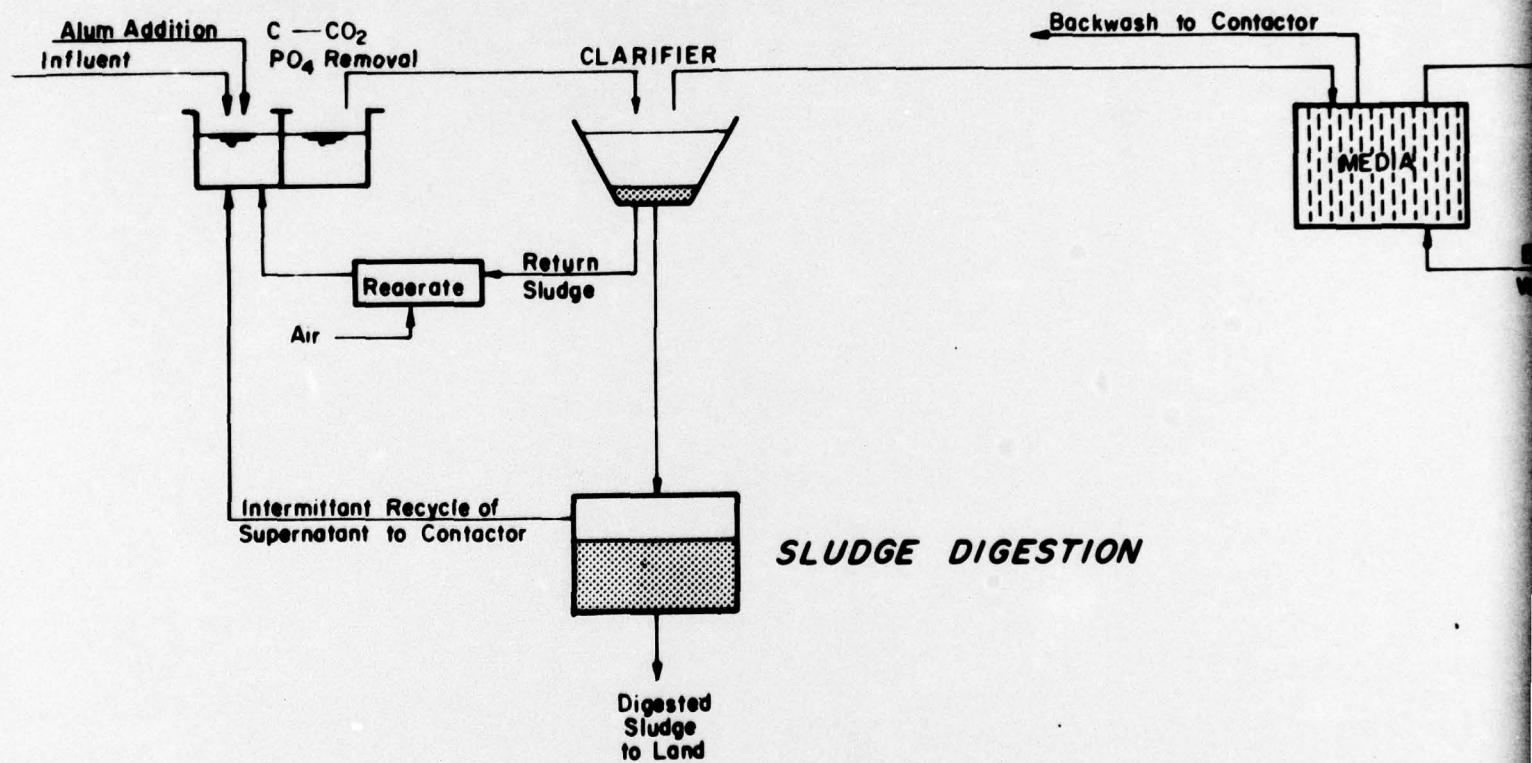 Alum Addition
Influent
C — CO₂
PO₄ Removal
CLARIFIER
Backwash to Contactor
MEDIA
Return
Sludge
Reaerate
Air
Intermittant Recycle of
Supernatant to Contactor
SLUDGE DIGESTION
Digested
Sludge
to Land